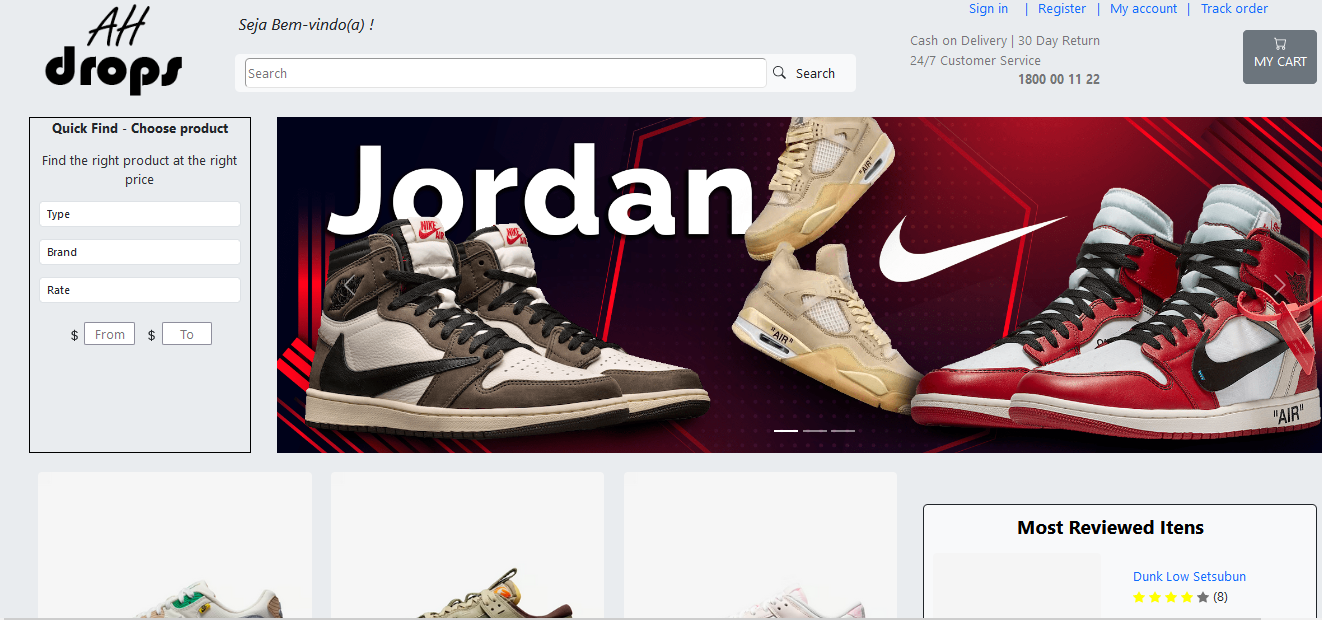 AH
drops
Seja Bem-vindo(a) !
Search
Search
Sign in | Register | My account | Track order
Cash on Delivery | 30 Day Return
24/7 Customer Service
1800 00 11 22
MY CART
Quick Find - Choose product
Find the right product at the right
price
Type
Brand
Rate
$ From $ To
Jordan
NIKE
AIR
"AIR"
"AIR"
"AIR"
Most Reviewed Itens
Dunk Low Setsubun
(8)